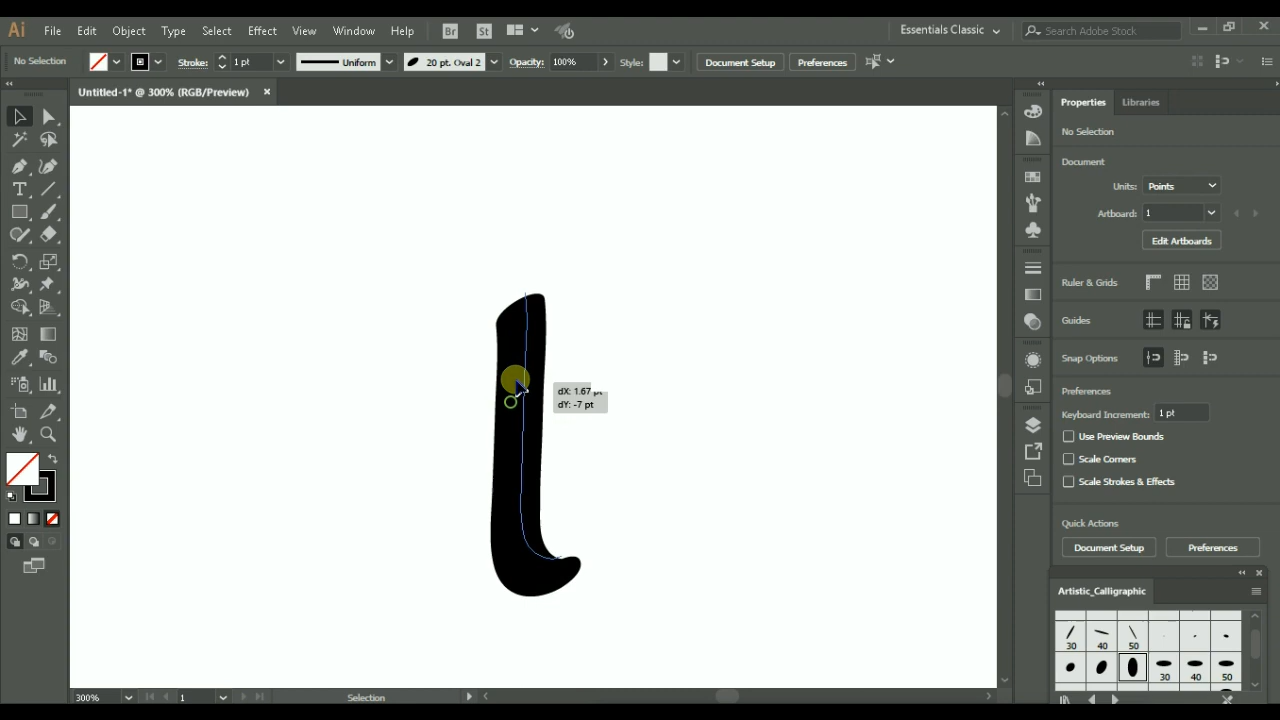 Ai File Edit Object Type Select Effect View Window Help Br St Essentials Classic Search Adobe Stock
No Selection Stroke: 1 pt Uniform 20 pt. Oval 2 Opacity: 100% Style: Document Setup Preferences
Untitled-1* @ 300% (RGB/Preview) ×
Properties Libraries
No Selection
Document
Units: Points
Artboard: 1
Edit Artboards
Ruler & Grids
Guides
Snap Options
dX: 1.67 pt
dY: -7 pt
Preferences
Keyboard Increment: 1 pt
Use Preview Bounds
Scale Corners
Scale Strokes & Effects
Quick Actions
Document Setup Preferences
Artistic_Calligraphic
30 40 50
30 40 50
300% 1 Selection